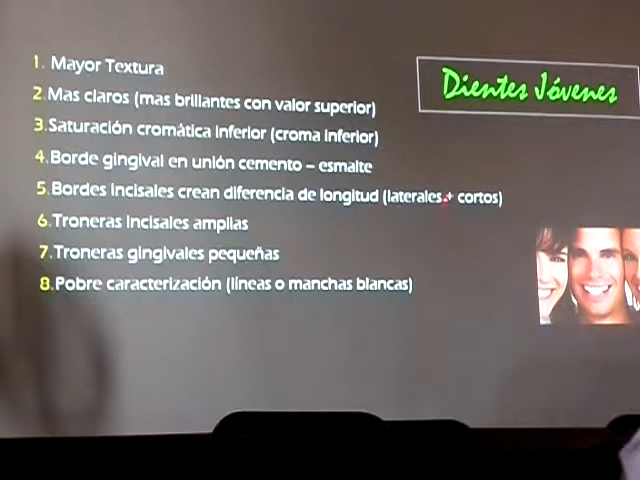 Dientes Jóvenes
1. Mayor Textura
2. Mas claros (mas brillantes con valor superior)
3. Saturación cromática inferior (croma inferior)
4. Borde gingival en unión cemento – esmalte
5. Bordes incisales crean diferencia de longitud (laterales + cortos)
6. Troneras incisales amplias
7. Troneras gingivales pequeñas
8. Pobre caracterización (líneas o manchas blancas)